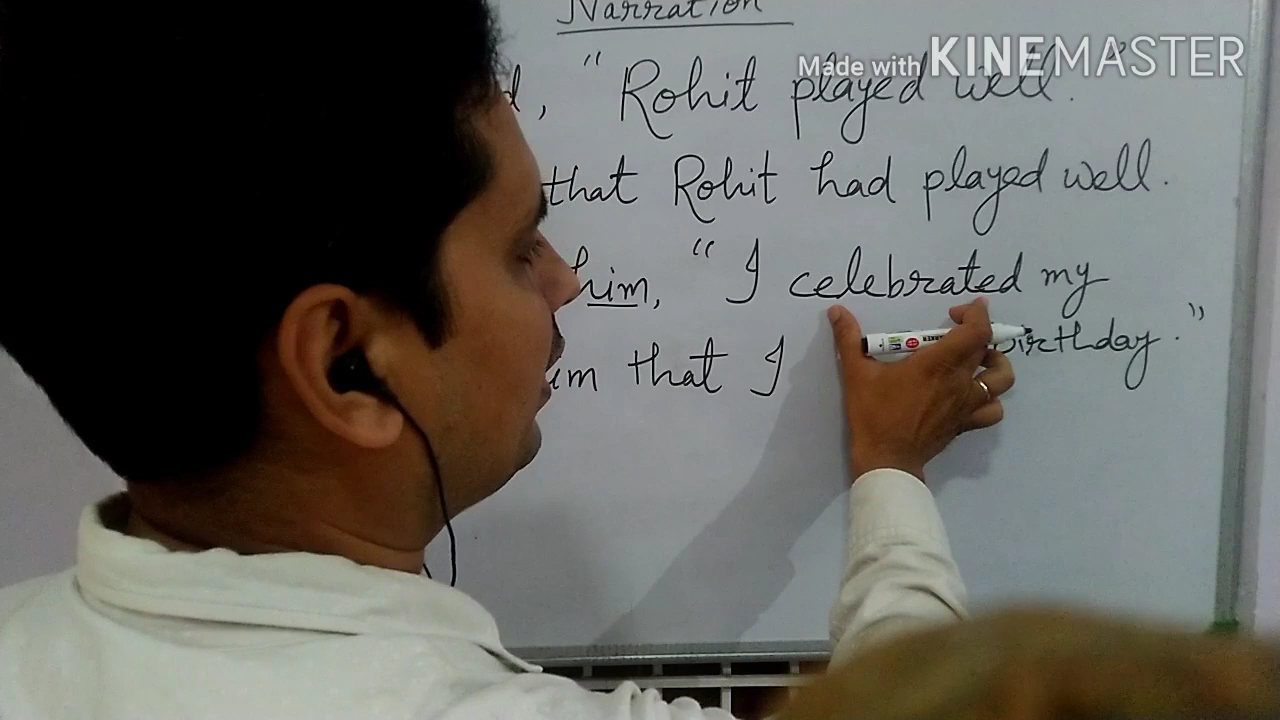 Narration
Made with KINEMASTER
, "Rohit played well."
that Rohit had played well.
him, "I celebrated my
birthday."
that I